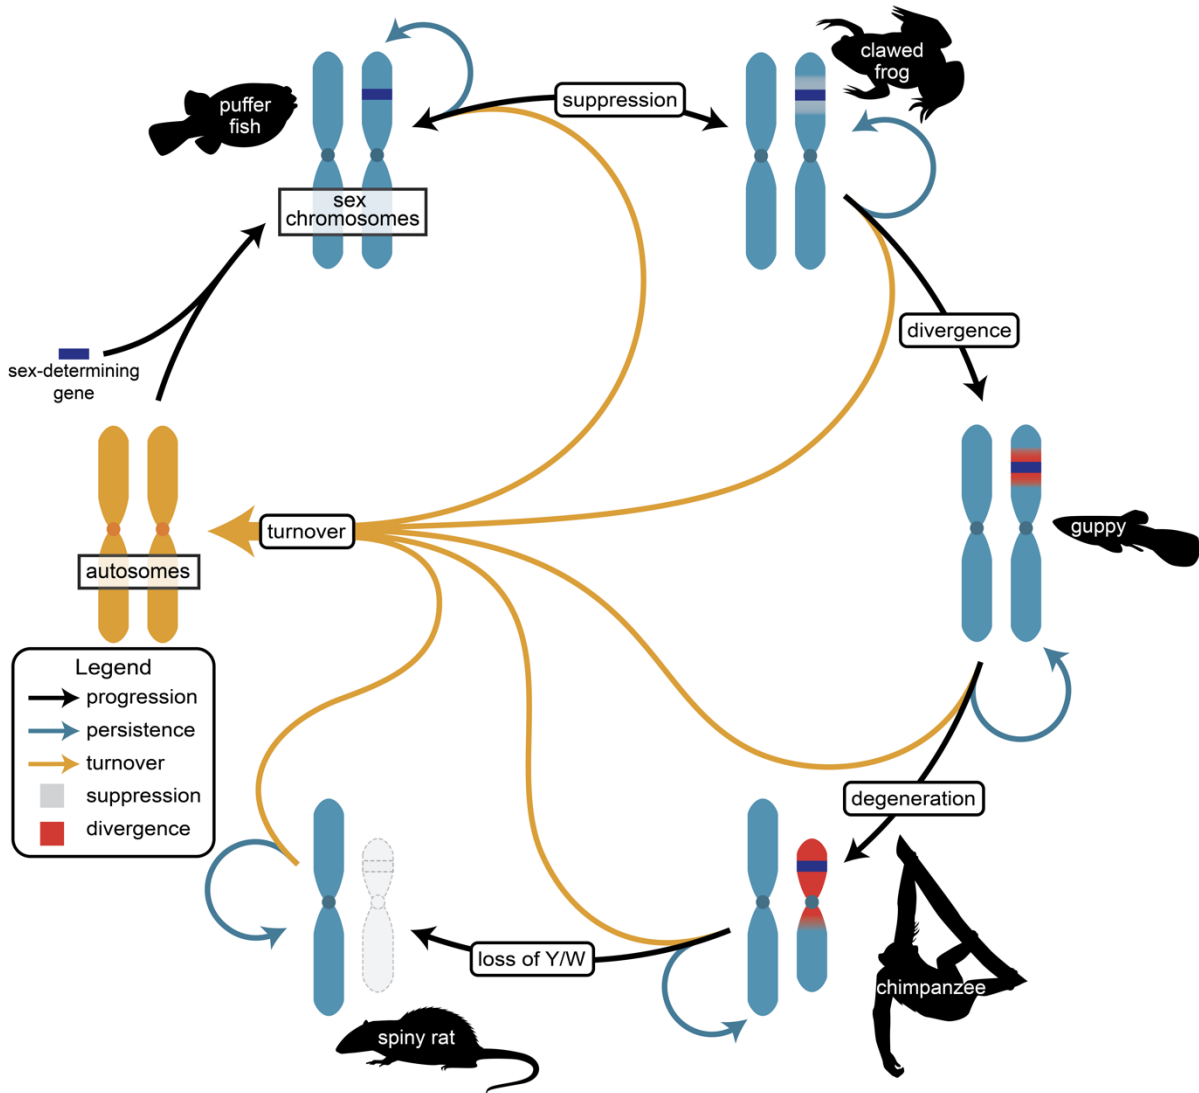 puffer
fish
suppression
clawed
frog
sex
chromosomes
divergence
sex-determining
gene
turnover
guppy
autosomes
Legend
progression
persistence
turnover
suppression
divergence
degeneration
loss of Y/W
chimpanzee
spiny rat